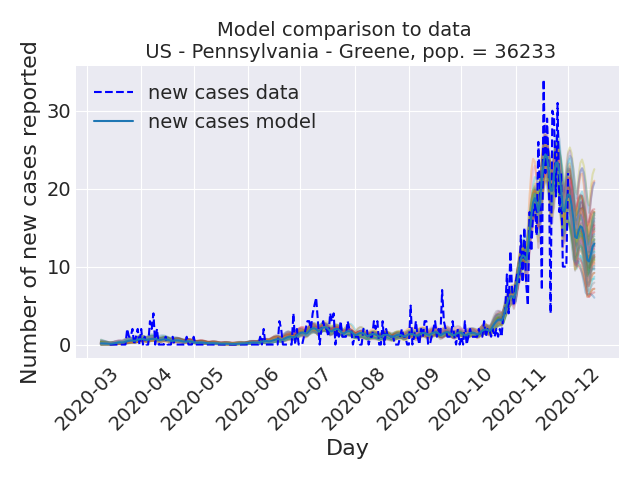 Model comparison to data
US - Pennsylvania - Greene, pop. = 36233
Number of new cases reported
30
20
10
0
new cases data
new cases model
2020-03
2020-04
2020-05
2020-06
2020-07
2020-08
2020-09
2020-10
2020-11
2020-12
Day